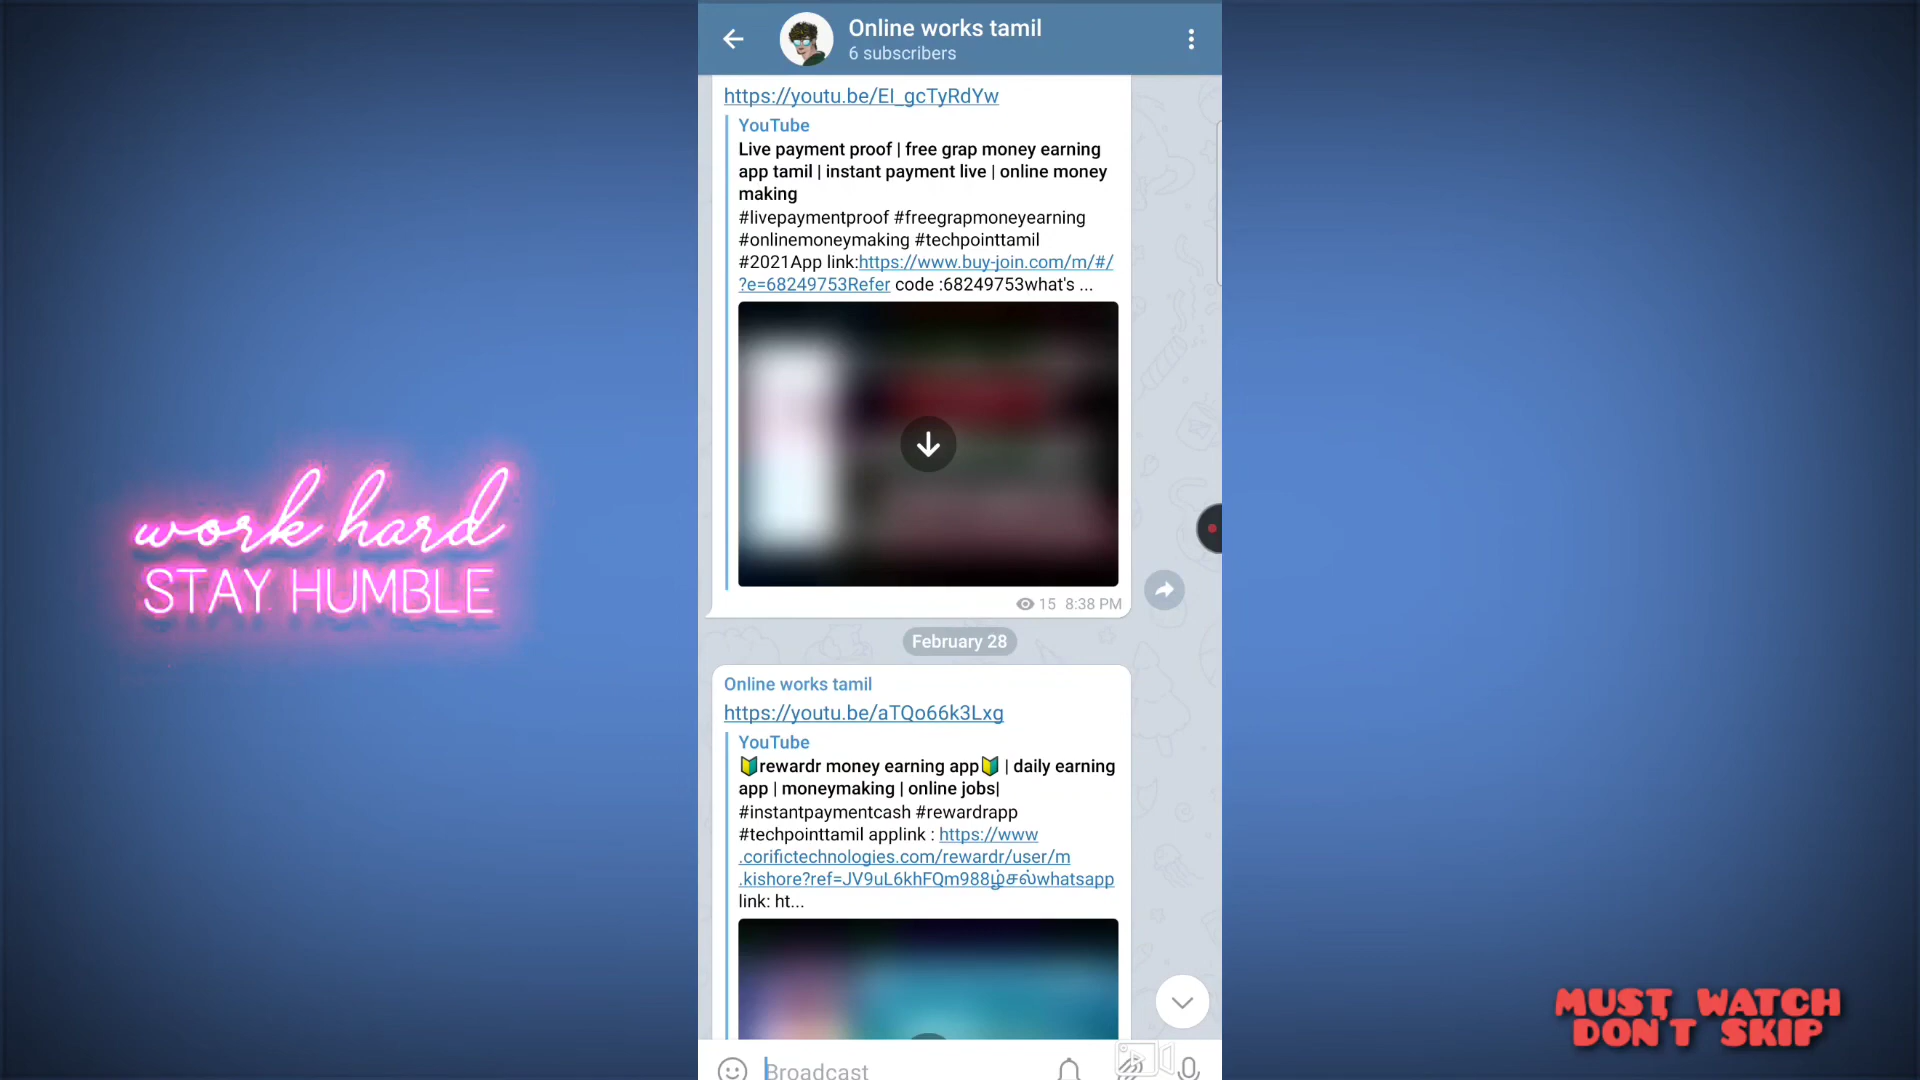 Online works tamil
6 subscribers
https://youtu.be/EI_gcTyRdYw
YouTube
Live payment proof | free grap money earning
app tamil | instant payment live | online money
making
#livepaymentproof #freegrapmoneyearning
#onlinemoneymaking #techpointtamil
#2021App link:https://www.buy-join.com/m/#/
?e=68249753Refer code :68249753what's ...
15 8:38 PM
February 28
Online works tamil
https://youtu.be/aTQo66k3Lxg
YouTube
🔰rewardr money earning app🔰 | daily earning
app | moneymaking | online jobs|
#instantpaymentcash #rewardrapp
#techpointtamil applink : https://www
.corifictechnologies.com/rewardr/user/m
.kishore?ref=JV9uL6khFQm988ழ்சல்whatsapp
link: ht...
Broadcast
work hard
STAY HUMBLE
MUST WATCH
DON'T SKIP